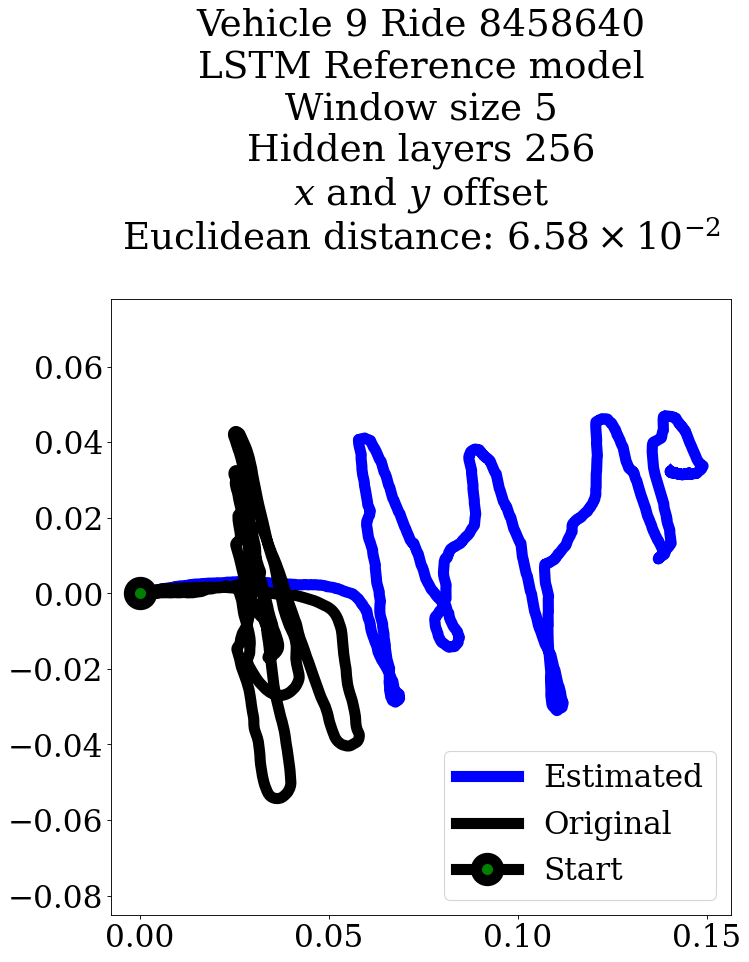 Vehicle 9 Ride 8458640
LSTM Reference model
Window size 5
Hidden layers 256
x and y offset
Euclidean distance: 6.58 × 10⁻²
0.06
0.04
0.02
0.00
−0.02
−0.04
−0.06
−0.08
Estimated
Original
Start
0.00 0.05 0.10 0.15